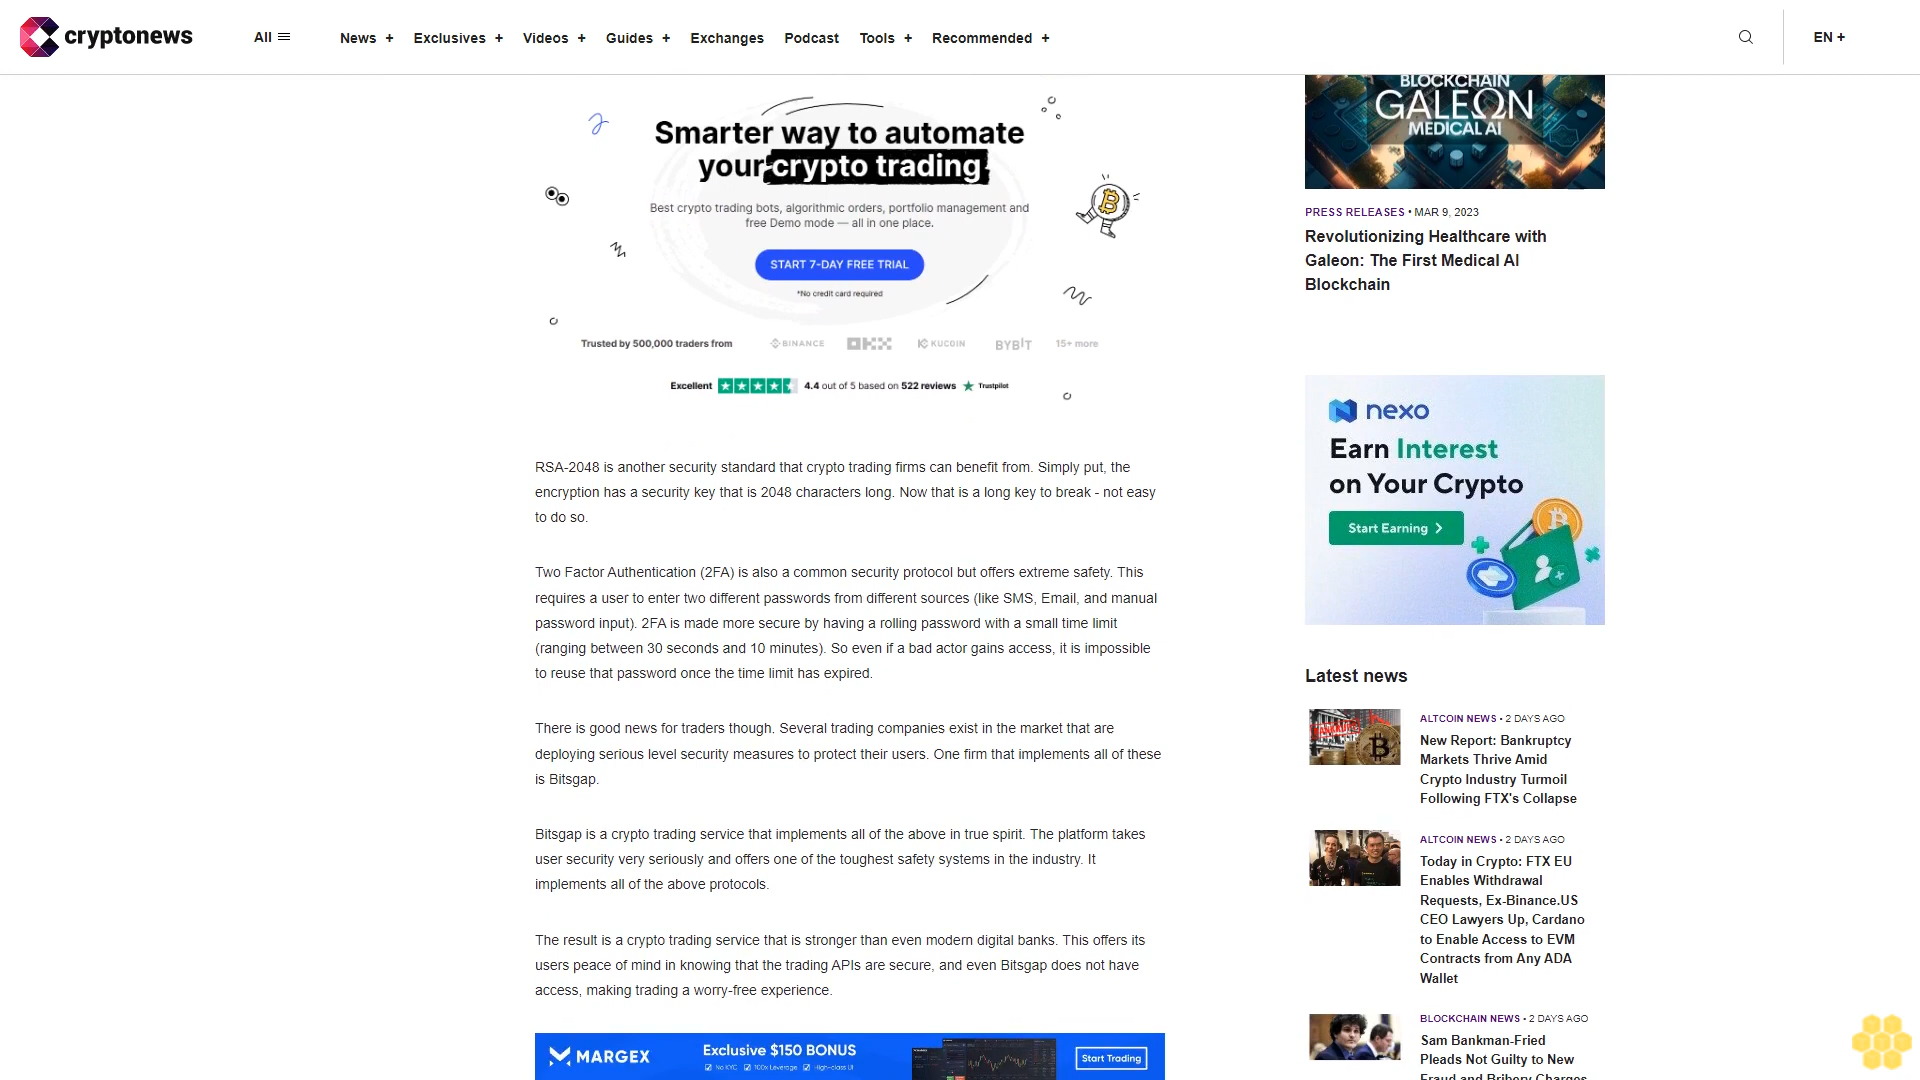 cryptonews
All
News +
Exclusives +
Videos +
Guides +
Exchanges
Podcast
Tools +
Recommended +
EN +
Smarter way to automate
your crypto trading
Best crypto trading bots, algorithmic orders, portfolio management and
free Demo mode — all in one place.
START 7-DAY FREE TRIAL
*No credit card required
Trusted by 500,000 traders from
BINANCE
OKX
KUCOIN
BYBIT
15+ more
Excellent
4.4 out of 5 based on 522 reviews
Trustpilot
RSA-2048 is another security standard that crypto trading firms can benefit from. Simply put, the
encryption has a security key that is 2048 characters long. Now that is a long key to break - not easy
to do so.
Two Factor Authentication (2FA) is also a common security protocol but offers extreme safety. This
requires a user to enter two different passwords from different sources (like SMS, Email, and manual
password input). 2FA is made more secure by having a rolling password with a small time limit
(ranging between 30 seconds and 10 minutes). So even if a bad actor gains access, it is impossible
to reuse that password once the time limit has expired.
There is good news for traders though. Several trading companies exist in the market that are
deploying serious level security measures to protect their users. One firm that implements all of these
is Bitsgap.
Bitsgap is a crypto trading service that implements all of the above in true spirit. The platform takes
user security very seriously and offers one of the toughest safety systems in the industry. It
implements all of the above protocols.
The result is a crypto trading service that is stronger than even modern digital banks. This offers its
users peace of mind in knowing that the trading APIs are secure, and even Bitsgap does not have
access, making trading a worry-free experience.
MARGEX
Exclusive $150 BONUS
No KYC
100x Leverage
High-class UI
Start Trading
BLOCKCHAIN
GALEON
MEDICAL AI
PRESS RELEASES • MAR 9, 2023
Revolutionizing Healthcare with
Galeon: The First Medical AI
Blockchain
nexo
Earn Interest
on Your Crypto
Start Earning
Latest news
ALTCOIN NEWS • 2 DAYS AGO
New Report: Bankruptcy
Markets Thrive Amid
Crypto Industry Turmoil
Following FTX's Collapse
ALTCOIN NEWS • 2 DAYS AGO
Today in Crypto: FTX EU
Enables Withdrawal
Requests, Ex-Binance.US
CEO Lawyers Up, Cardano
to Enable Access to EVM
Contracts from Any ADA
Wallet
BLOCKCHAIN NEWS • 2 DAYS AGO
Sam Bankman-Fried
Pleads Not Guilty to New
Fraud and Bribery Charges